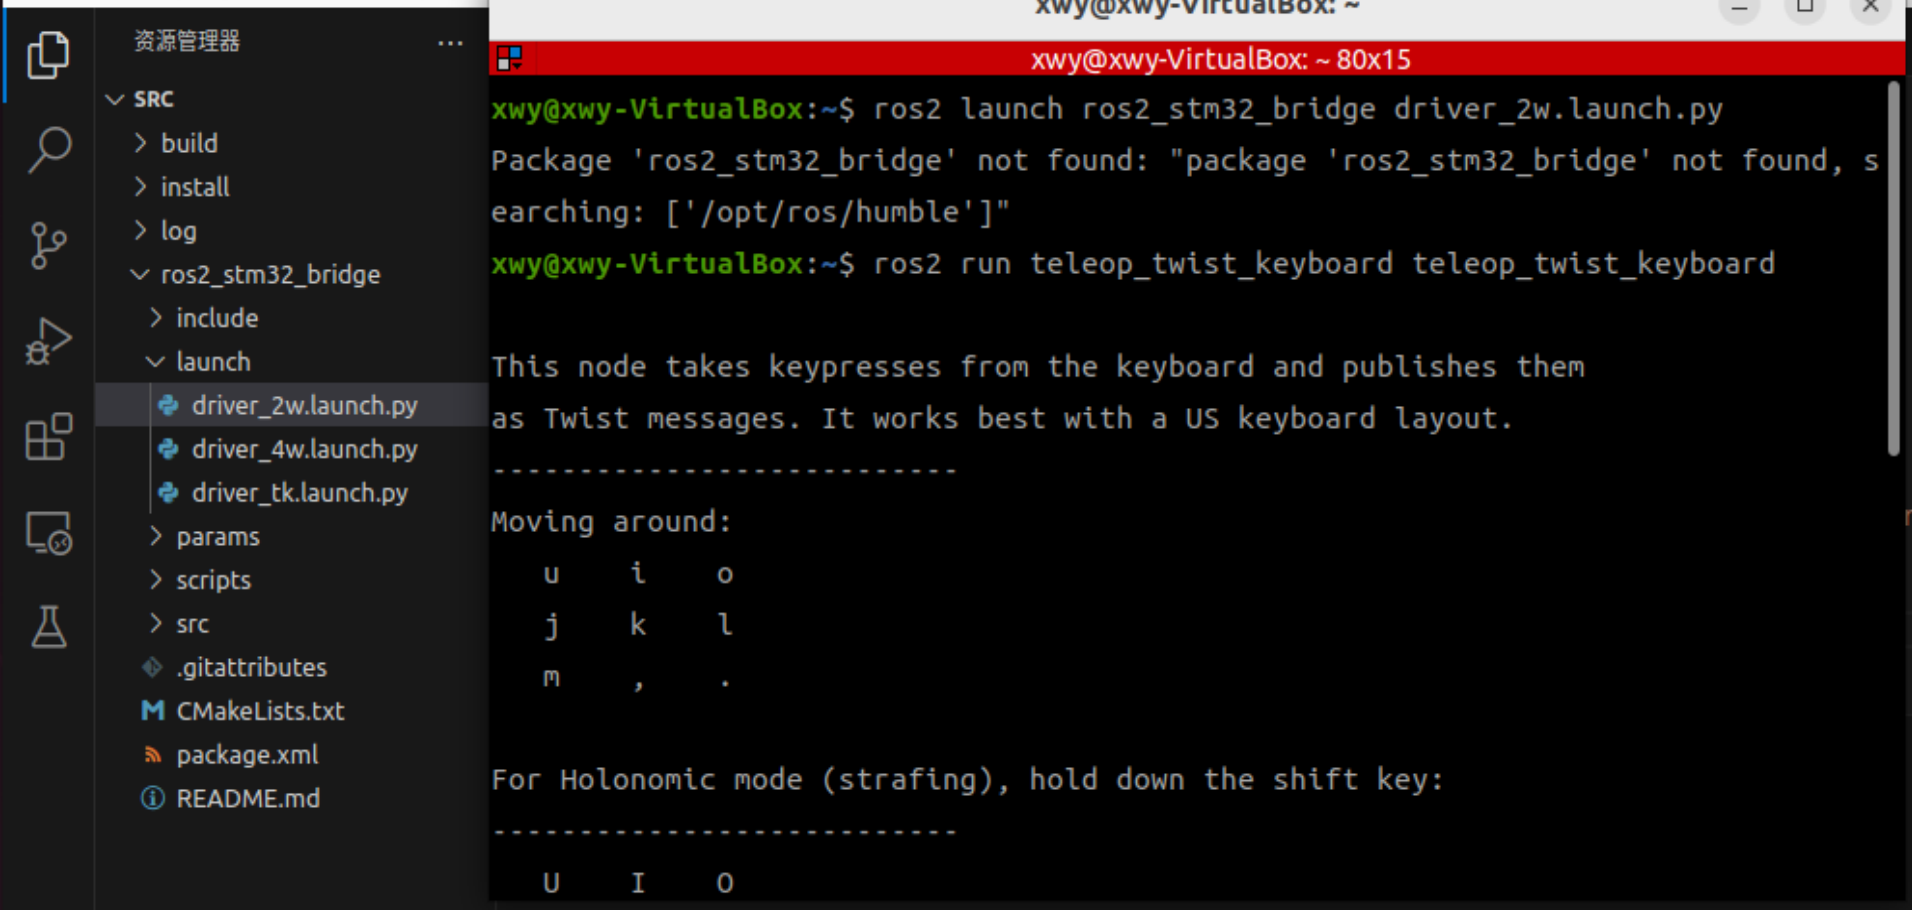 资源管理器
SRC
build
install
log
ros2_stm32_bridge
include
launch
driver_2w.launch.py
driver_4w.launch.py
driver_tk.launch.py
params
scripts
src
.gitattributes
CMakeLists.txt
package.xml
README.md
xwy@xwy-VirtualBox: ~
xwy@xwy-VirtualBox: ~ 80x15
xwy@xwy-VirtualBox:~$ ros2 launch ros2_stm32_bridge driver_2w.launch.py
Package 'ros2_stm32_bridge' not found: "package 'ros2_stm32_bridge' not found, s
earching: ['/opt/ros/humble']"
xwy@xwy-VirtualBox:~$ ros2 run teleop_twist_keyboard teleop_twist_keyboard
This node takes keypresses from the keyboard and publishes them
as Twist messages. It works best with a US keyboard layout.
---------------------------
Moving around:
u i o
j k l
m , .
For Holonomic mode (strafing), hold down the shift key:
---------------------------
U I O